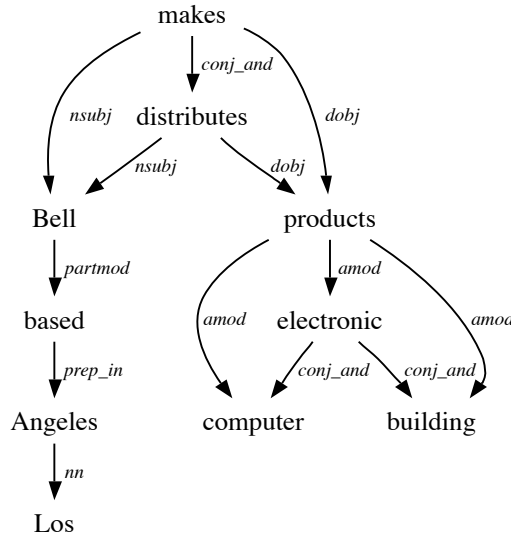 makes
conj_and
nsubj distributes dobj
nsubj dobj
Bell products
partmod amod
based amod electronic amod
prep_in conj_and conj_and
Angeles computer building
nn
Los